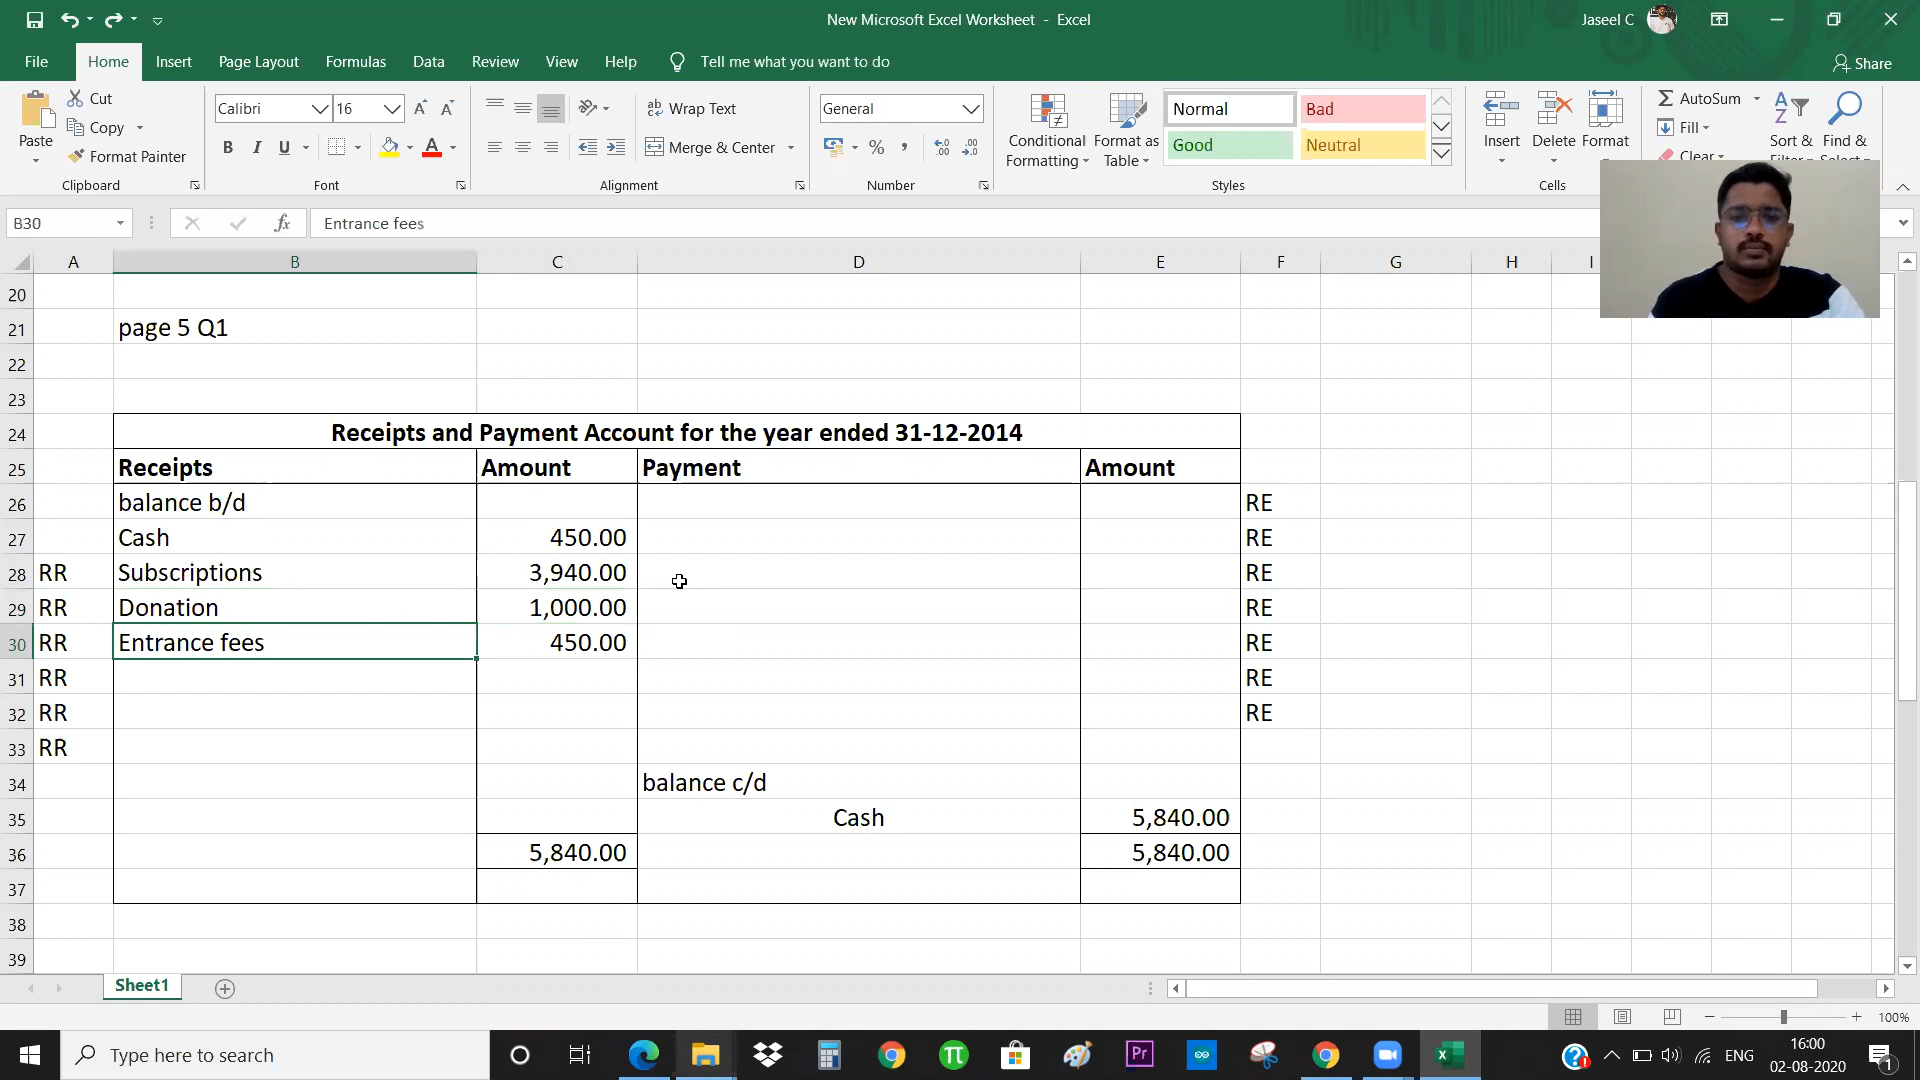 New Microsoft Excel Worksheet - Excel
Jaseel C
File Home Insert Page Layout Formulas Data Review View Help Tell me what you want to do
Share
Paste
Cut
Copy
Format Painter
Clipboard
Calibri 16
B I U
Font
Wrap Text
Merge & Center
Alignment
General
Number
Conditional Formatting
Format as Table
Normal Bad
Good Neutral
Styles
Insert Delete Format
Cells
AutoSum
Fill
Clear
Sort &
Find &
B30 fx Entrance fees
A B C D E F G H I
20
21 page 5 Q1
22
23
24 Receipts and Payment Account for the year ended 31-12-2014
25 Receipts Amount Payment Amount
26 balance b/d RE
27 Cash 450.00 RE
28 RR Subscriptions 3,940.00 RE
29 RR Donation 1,000.00 RE
30 RR Entrance fees 450.00 RE
31 RR RE
32 RR RE
33 RR
34 balance c/d
35 Cash 5,840.00
36 5,840.00 5,840.00
37
38
39
Sheet1
100%
Type here to search
Pr
ENG
16:00
02-08-2020
1